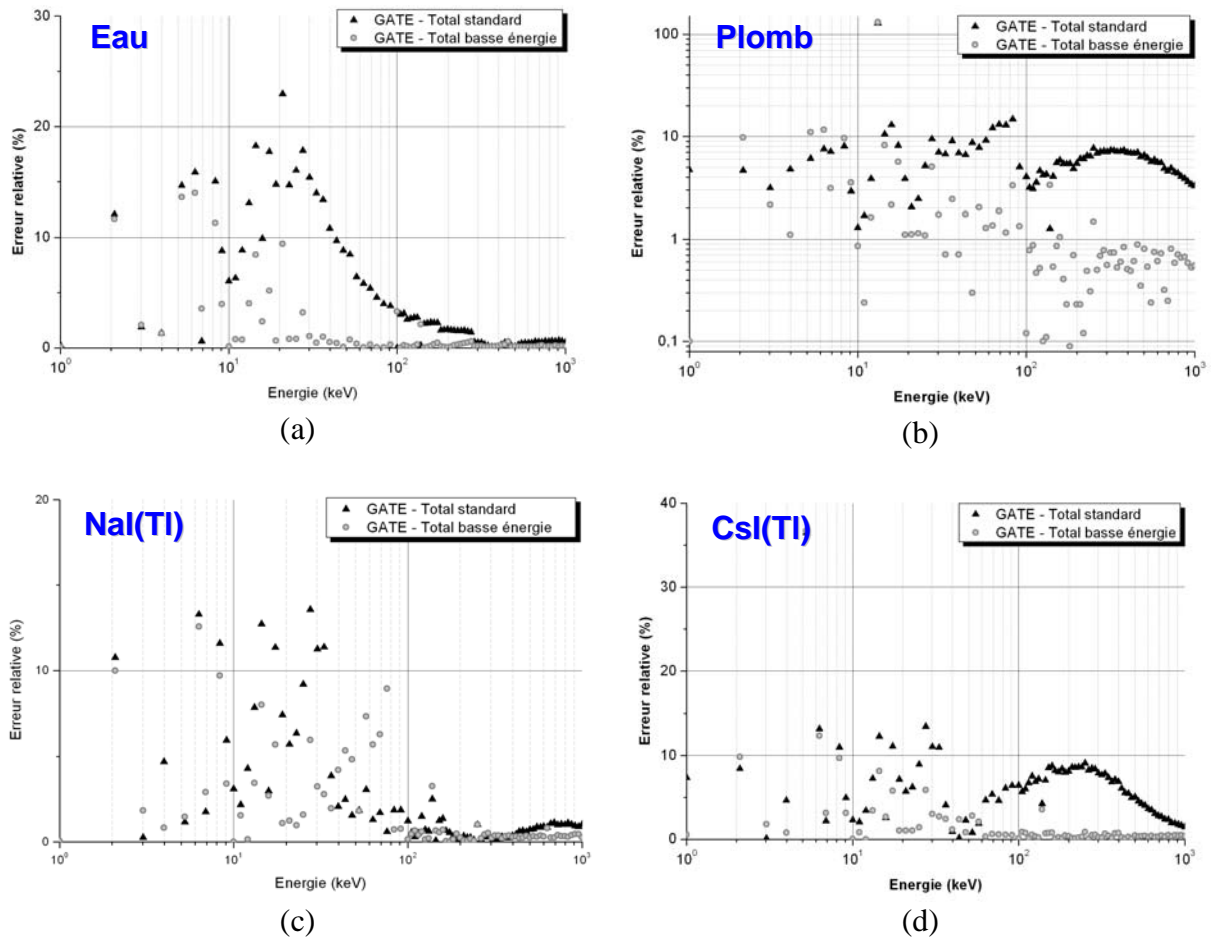 Eau
GATE - Total standard
GATE - Total basse énergie
30
20
10
0
Erreur relative (%)
10⁰
10¹
10²
10³
Energie (keV)
(a)
Plomb
GATE - Total standard
GATE - Total basse énergie
100
10
1
0,1
Erreur relative (%)
10⁰
10¹
10²
10³
Energie (keV)
(b)
NaI(Tl)
GATE - Total standard
GATE - Total basse énergie
20
10
0
Erreur relative (%)
10⁰
10¹
10²
10³
Energie (keV)
(c)
CsI(Tl)
GATE - Total standard
GATE - Total basse énergie
40
30
20
10
0
Erreur relative (%)
10⁰
10¹
10²
10³
Energie (keV)
(d)